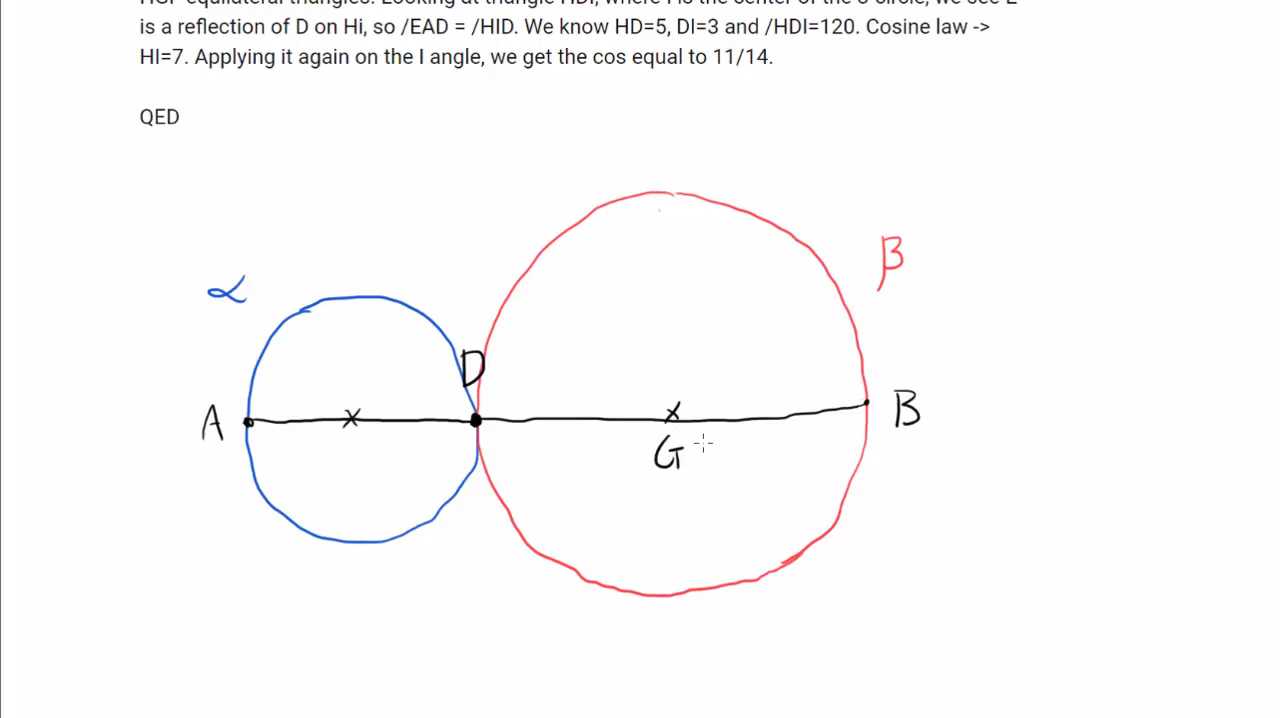 is a reflection of D on Hi, so /EAD = /HID. We know HD=5, DI=3 and /HDI=120. Cosine law ->
HI=7. Applying it again on the I angle, we get the cos equal to 11/14.
QED
β
α
D
A
B
G